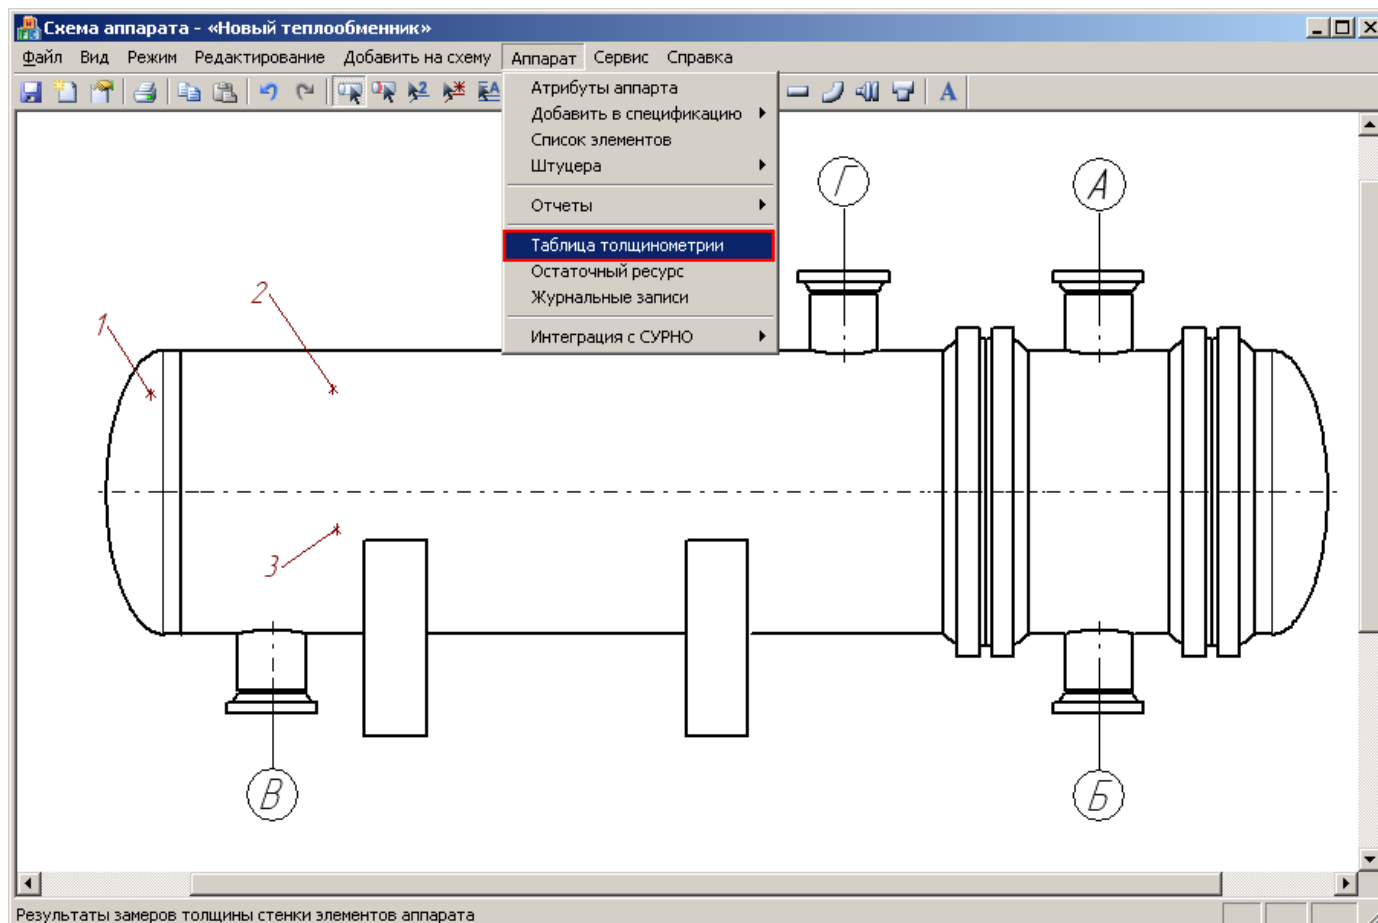 Схема аппарата - «Новый теплообменник»
Файл Вид Режим Редактирование Добавить на схему Аппарат Сервис Справка
Атрибуты аппарта
Добавить в спецификацию
Список элементов
Штуцера
Отчеты
Таблица толщинометрии
Остаточный ресурс
Журнальные записи
Интеграция с СУРНО
Г
А
2
1
3
В
Б
Результаты замеров толщины стенки элементов аппарата